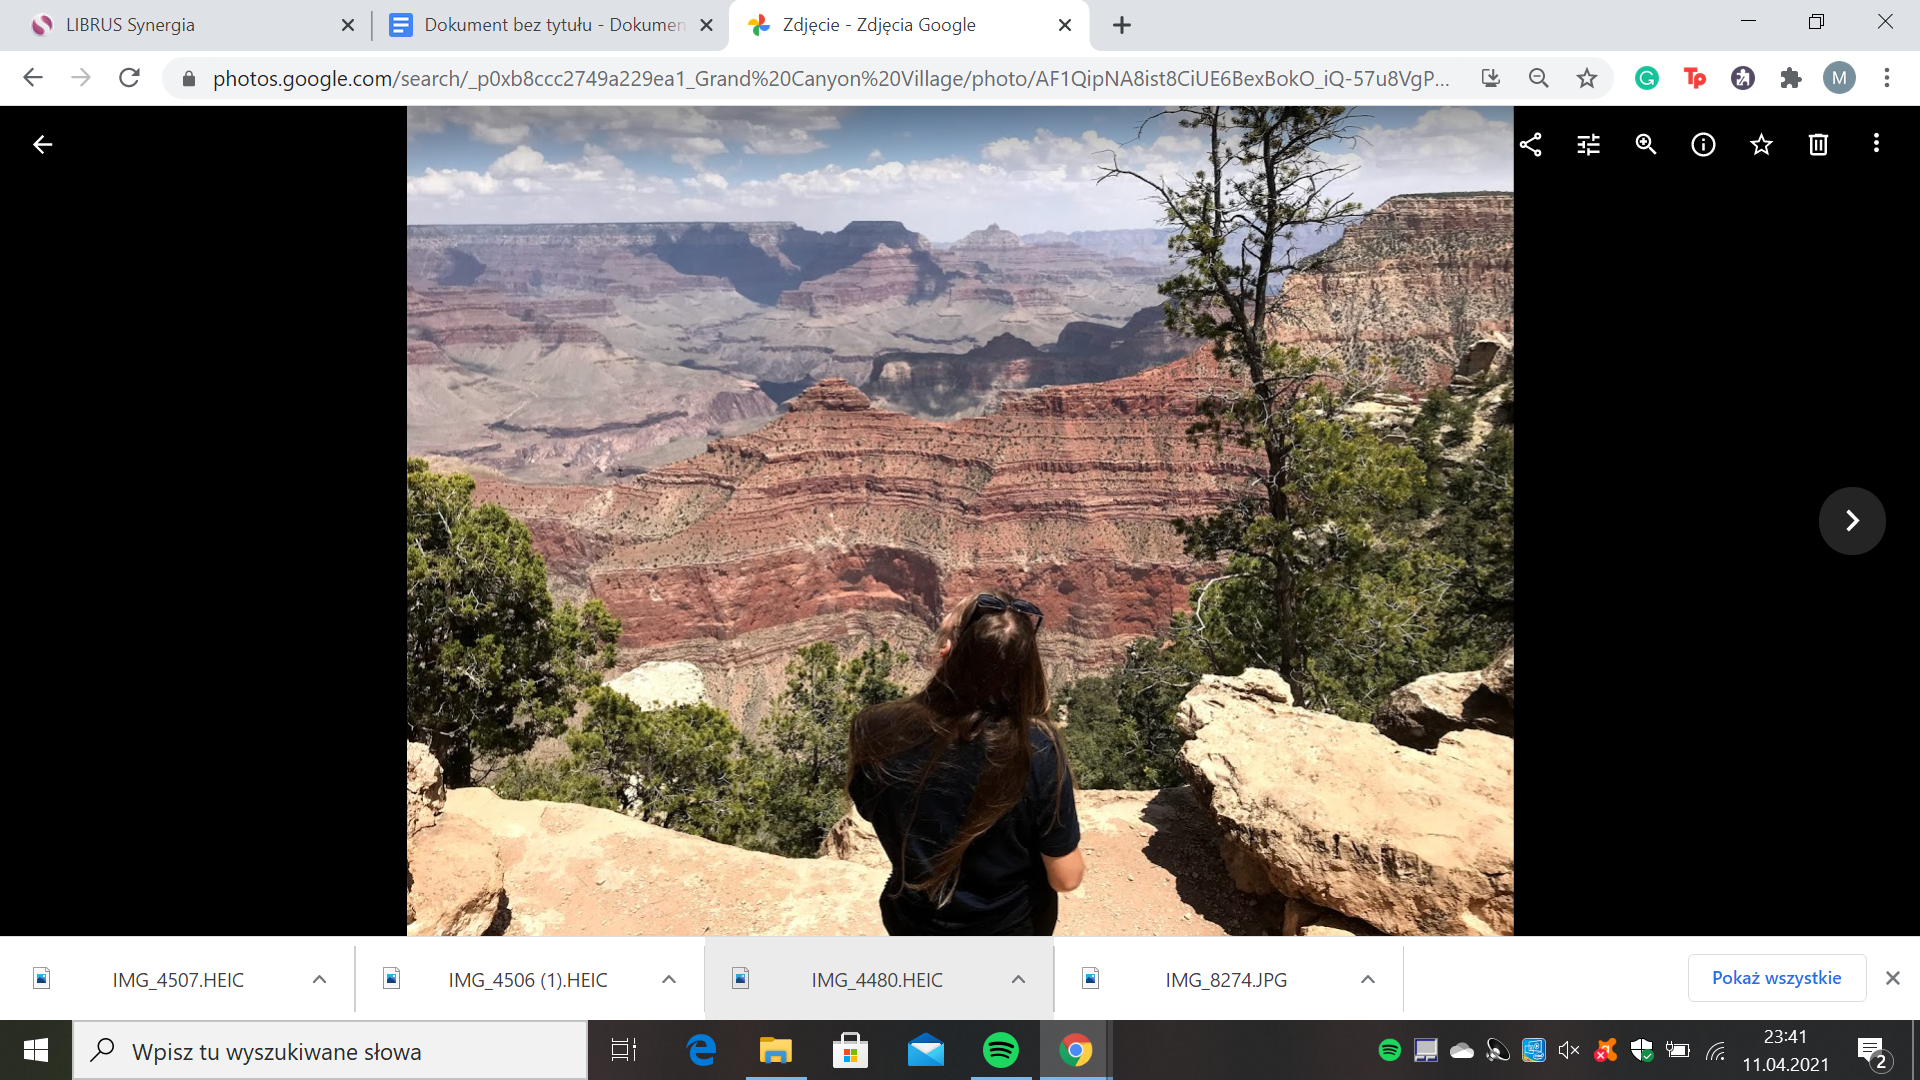 LIBRUS Synergia
Dokument bez tytułu - Dokumen
Zdjęcie - Zdjęcia Google
photos.google.com/search/_p0xb8ccc2749a229ea1_Grand%20Canyon%20Village/photo/AF1QipNA8ist8CiUE6BexBokO_iQ-57u8VgP...
M
IMG_4507.HEIC
IMG_4506 (1).HEIC
IMG_4480.HEIC
IMG_8274.JPG
Pokaż wszystkie
Wpisz tu wyszukiwane słowa
23:41
11.04.2021
2